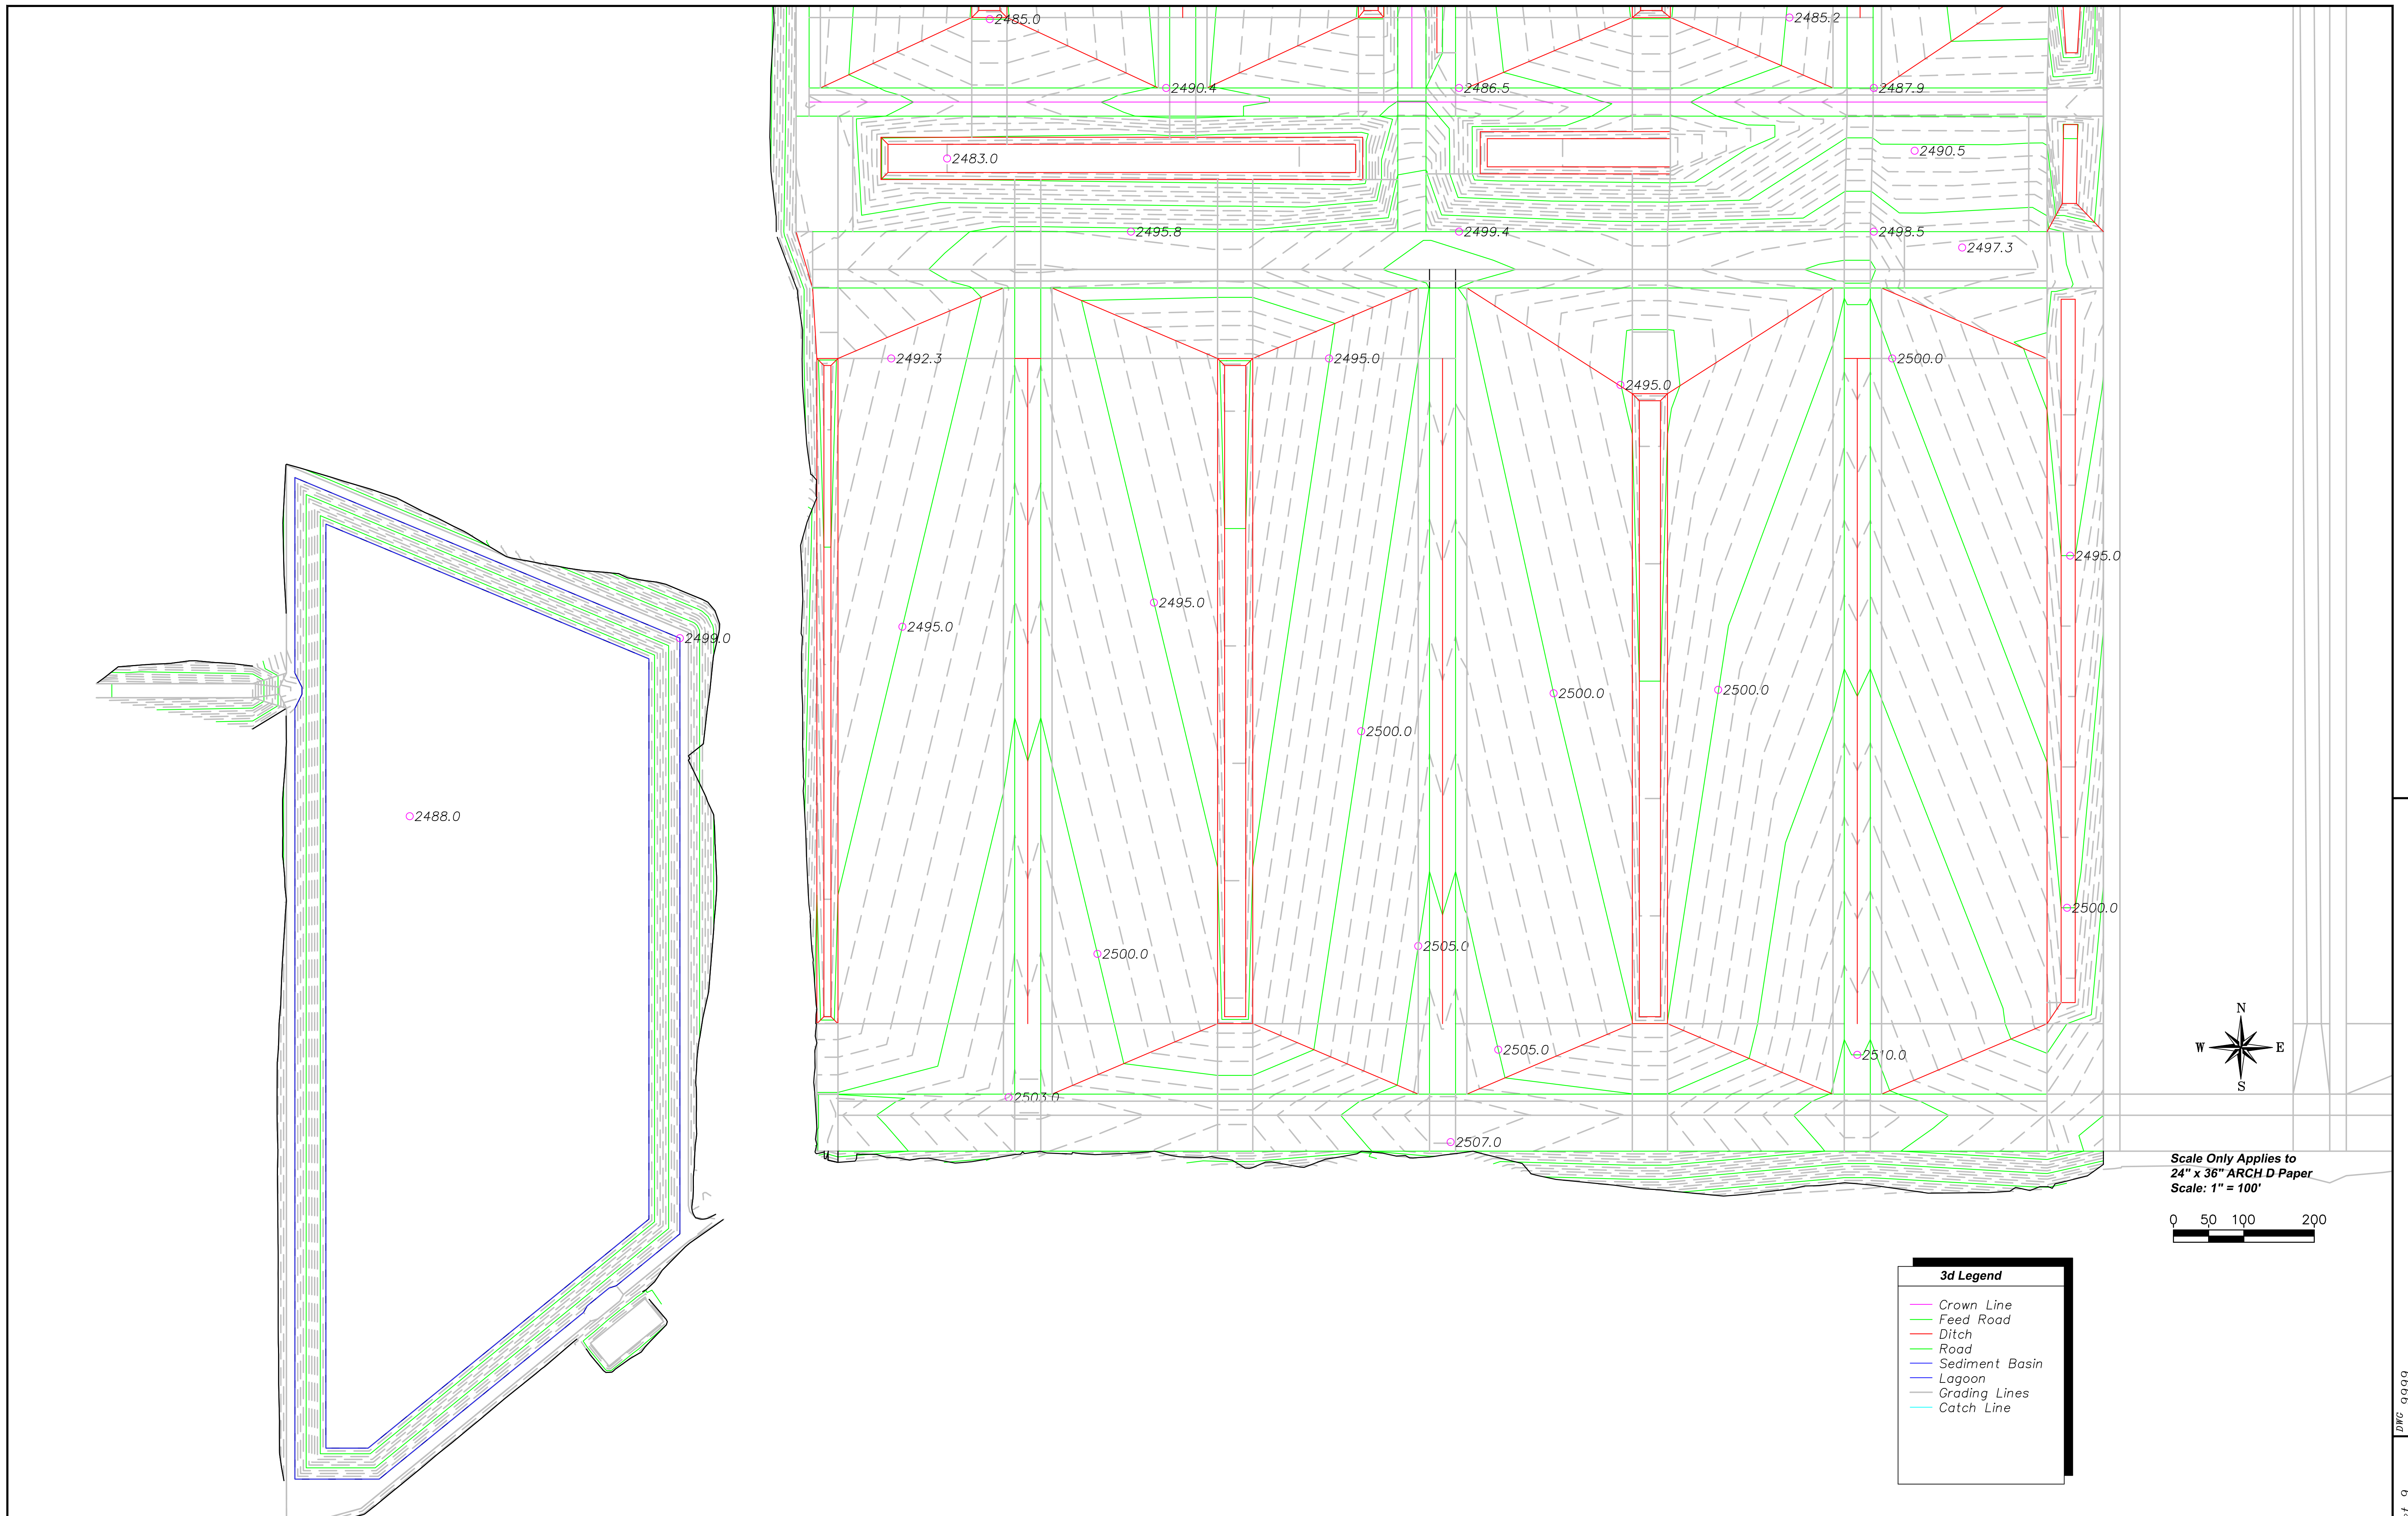 2485.0
2485.2
2490.4
2486.5
2487.9
2483.0
2490.5
2495.8
2499.4
2498.5
2497.3
2492.3
2495.0
2500.0
2495.0
2495.0
2495.0
2495.0
2499.0
2500.0
2500.0
2500.0
2488.0
2500.0
2505.0
2500.0
N
W E
S
2505.0
2510.0
2503.0
2507.0
Scale Only Applies to
24" x 36" ARCH D Paper
Scale: 1" = 100'
0 50 100 200
3d Legend
Crown Line
Feed Road
Ditch
Road
Sediment Basin
Lagoon
Grading Lines
Catch Line
DWG 9999